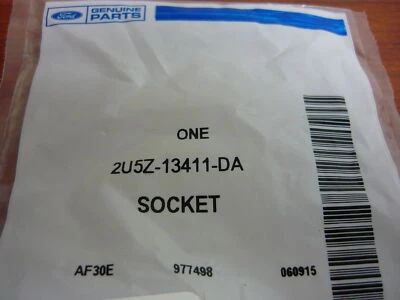 Ford GENUINE
PARTS
ONE
2U5Z-13411-DA
SOCKET
AF30E 977498 060915